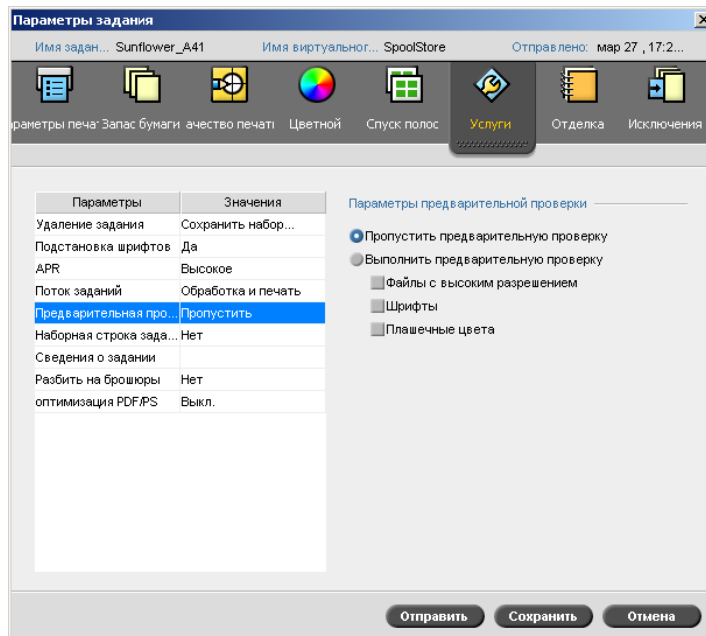 Параметры задания
Имя задан... Sunflower_A41 Имя виртуальног... SpoolStore Отправлено: мар 27 , 17:2...
раметры печат Запас бумаги ачество печати Цветной Спуск полос Услуги Отделка Исключения
Параметры Значения
Удаление задания Сохранить набор...
Подстановка шрифтов Да
APR Высокое
Поток заданий Обработка и печать
Предварительная про... Пропустить
Наборная строка зада... Нет
Сведения о задании
Разбить на брошюры Нет
оптимизация PDF/PS Выкл.
Параметры предварительной проверки
Пропустить предварительную проверку
Выполнить предварительную проверку
Файлы с высоким разрешением
Шрифты
Плашечные цвета
Отправить Сохранить Отмена